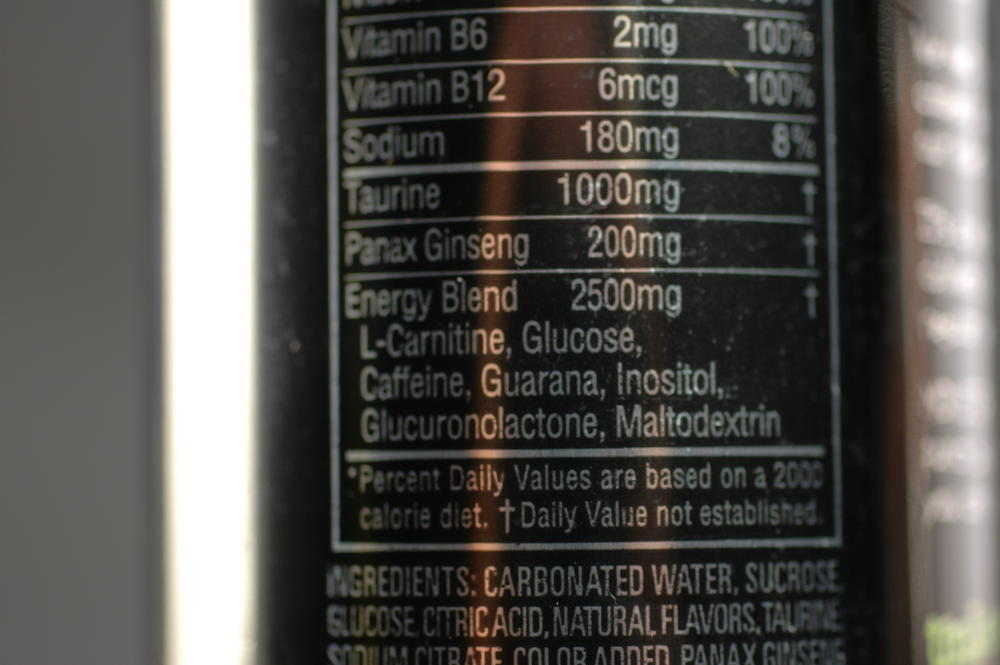 Vitamin B6 2mg 100%
Vitamin B12 6mcg 100%
Sodium 180mg 8%
Taurine 1000mg †
Panax Ginseng 200mg †
Energy Blend 2500mg †
L-Carnitine, Glucose,
Caffeine, Guarana, Inositol,
Glucuronolactone, Maltodextrin
*Percent Daily Values are based on a 2000
calorie diet. †Daily Value not established.
INGREDIENTS: CARBONATED WATER, SUCROSE,
GLUCOSE, CITRIC ACID, NATURAL FLAVORS, TAURINE,
SODIUM CITRATE, COLOR ADDED, PANAX GINSENG